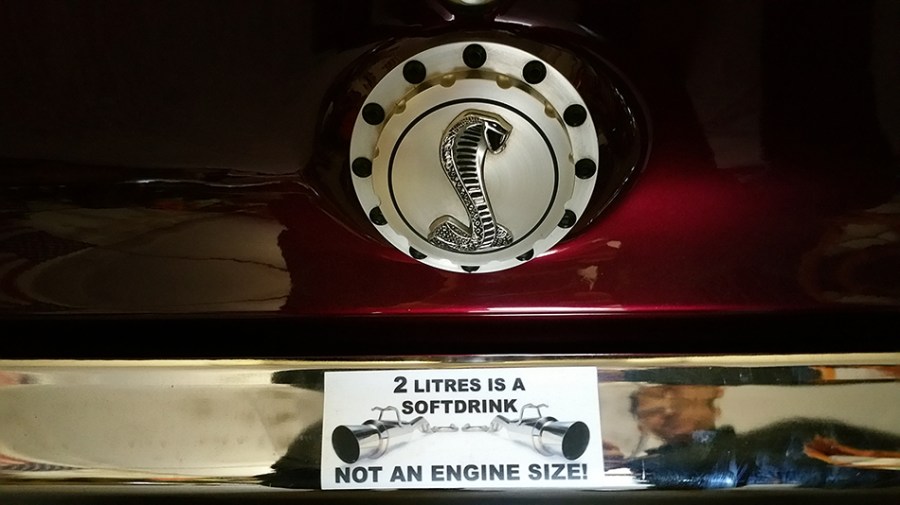 2 LITRES IS A
SOFTDRINK
NOT AN ENGINE SIZE!